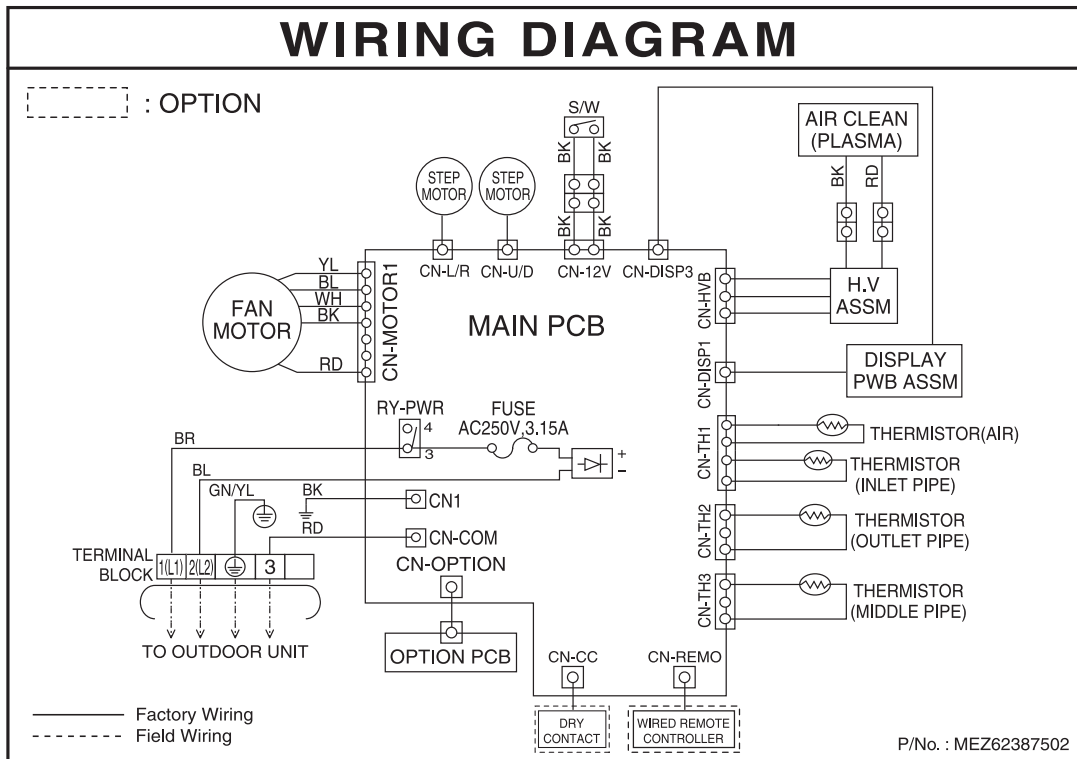 WIRING DIAGRAM
: OPTION
S/W
BK
BK
BK
BK
STEP
MOTOR
STEP
MOTOR
AIR CLEAN
(PLASMA)
BK
RD
CN-L/R
CN-U/D
CN-12V
CN-DISP3
YL
BL
WH
BK
RD
FAN
MOTOR
CN-MOTOR1
MAIN PCB
CN-HVB
H.V
ASSM
CN-DISP1
DISPLAY
PWB ASSM
RY-PWR
4
3
FUSE
AC250V,3.15A
+
-
BR
BL
GN/YL
BK
CN1
RD
CN-COM
CN-TH1
THERMISTOR(AIR)
THERMISTOR
(INLET PIPE)
CN-TH2
THERMISTOR
(OUTLET PIPE)
CN-TH3
THERMISTOR
(MIDDLE PIPE)
TERMINAL
BLOCK
1(L1)
2(L2)
3
TO OUTDOOR UNIT
CN-OPTION
OPTION PCB
CN-CC
DRY
CONTACT
CN-REMO
WIRED REMOTE
CONTROLLER
Factory Wiring
Field Wiring
P/No. : MEZ62387502